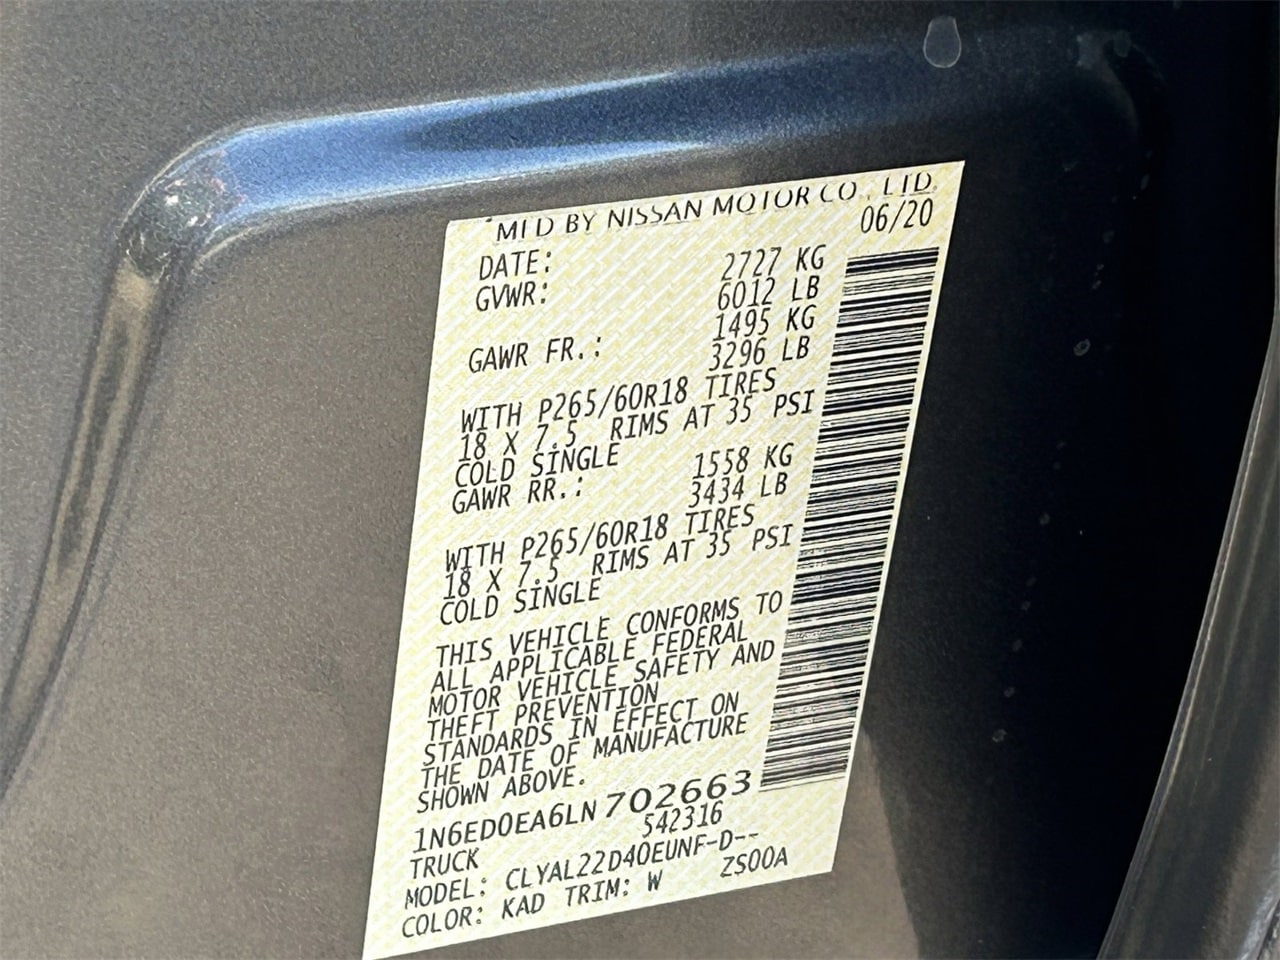 MFD BY NISSAN MOTOR CO., LTD.
DATE: 06/20
GVWR: 2727 KG
6012 LB
GAWR FR.: 1495 KG
3296 LB
WITH P265/60R18 TIRES
18 X 7.5 RIMS AT 35 PSI
COLD SINGLE
GAWR RR.: 1558 KG
3434 LB
WITH P265/60R18 TIRES
18 X 7.5 RIMS AT 35 PSI
COLD SINGLE
THIS VEHICLE CONFORMS TO
ALL APPLICABLE FEDERAL
MOTOR VEHICLE SAFETY AND
THEFT PREVENTION
STANDARDS IN EFFECT ON
THE DATE OF MANUFACTURE
SHOWN ABOVE.
1N6ED0EA6LN 702663
TRUCK 542316
MODEL: CLYAL22D40EUNF-D--
COLOR: KAD TRIM: W ZS00A